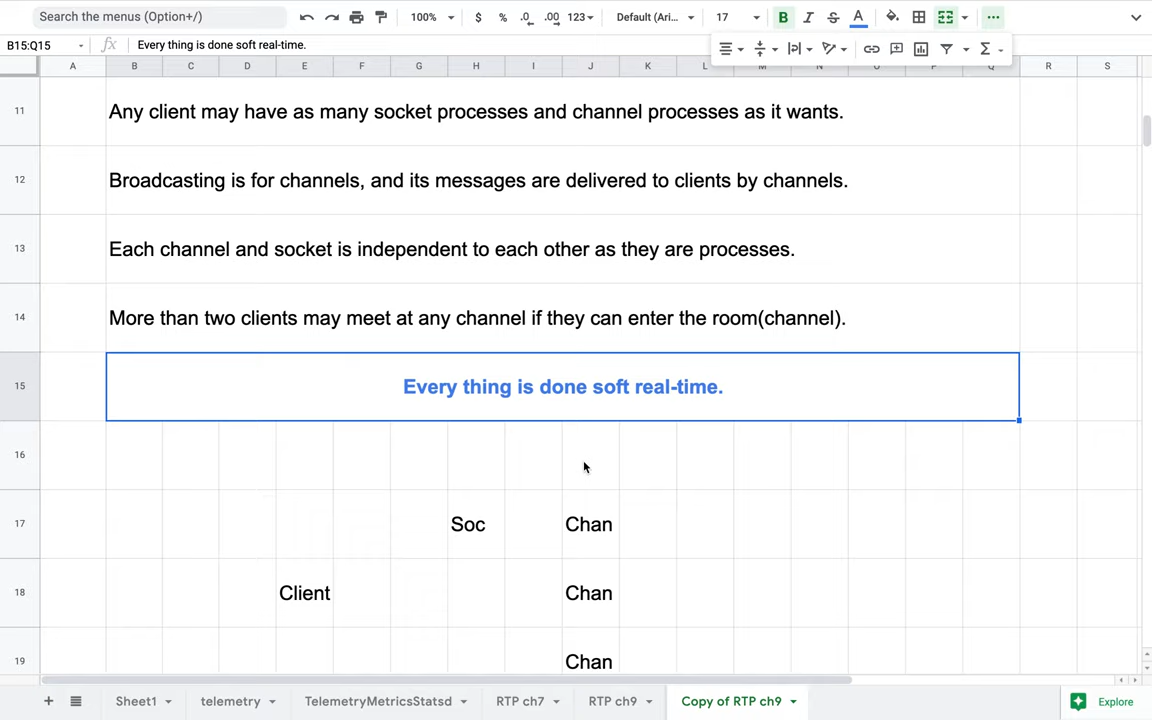 Search the menus (Option+/)
100% $ % .0 .00 123 Default (Ari... 17 B I S A
B15:Q15 fx Every thing is done soft real-time.
A B C D E F G H I J K L M N O P Q R S
11 Any client may have as many socket processes and channel processes as it wants.
12 Broadcasting is for channels, and its messages are delivered to clients by channels.
13 Each channel and socket is independent to each other as they are processes.
14 More than two clients may meet at any channel if they can enter the room(channel).
15 Every thing is done soft real-time.
16
17 Soc Chan
18 Client Chan
19 Chan
Sheet1 telemetry TelemetryMetricsStatsd RTP ch7 RTP ch9 Copy of RTP ch9 Explore